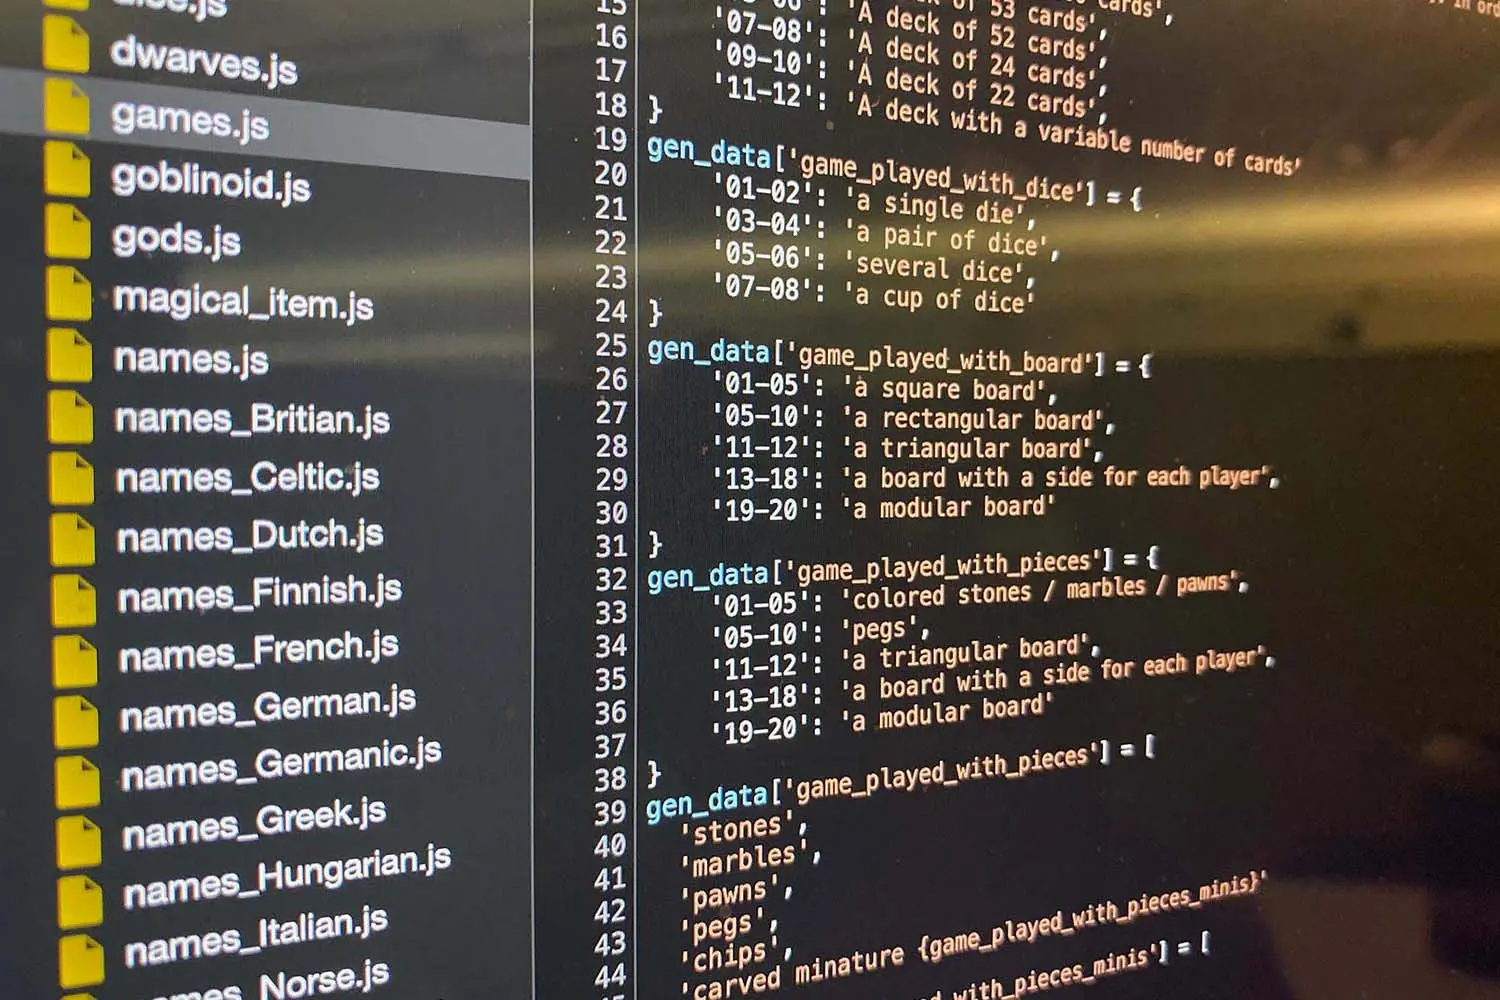 dice.js
dwarves.js
games.js
goblinoid.js
gods.js
magical_item.js
names.js
names_Britian.js
names_Celtic.js
names_Dutch.js
names_Finnish.js
names_French.js
names_German.js
names_Germanic.js
names_Greek.js
names_Hungarian.js
names_Italian.js
names_Norse.js
15 of 53 cards',
16 '07-08': 'A deck of 52 cards',
17 '09-10': 'A deck of 24 cards',
18 '11-12': 'A deck of 22 cards',
'A deck with a variable number of cards'
}
19 gen_data['game_played_with_dice'] = {
20 '01-02': 'a single die',
21 '03-04': 'a pair of dice',
22 '05-06': 'several dice',
23 '07-08': 'a cup of dice'
24 }
25 gen_data['game_played_with_board'] = {
26 '01-05': 'a square board',
27 '05-10': 'a rectangular board',
28 '11-12': 'a triangular board',
29 '13-18': 'a board with a side for each player',
30 '19-20': 'a modular board'
31 }
32 gen_data['game_played_with_pieces'] = {
33 '01-05': 'colored stones / marbles / pawns',
34 '05-10': 'pegs',
35 '11-12': 'a triangular board',
36 '13-18': 'a board with a side for each player',
37 '19-20': 'a modular board'
38 }
39 gen_data['game_played_with_pieces'] = [
40 'stones',
41 'marbles',
42 'pawns',
43 'pegs',
44 'chips',
'carved minature {game_played_with_pieces_minis}'
with_pieces_minis'] = [